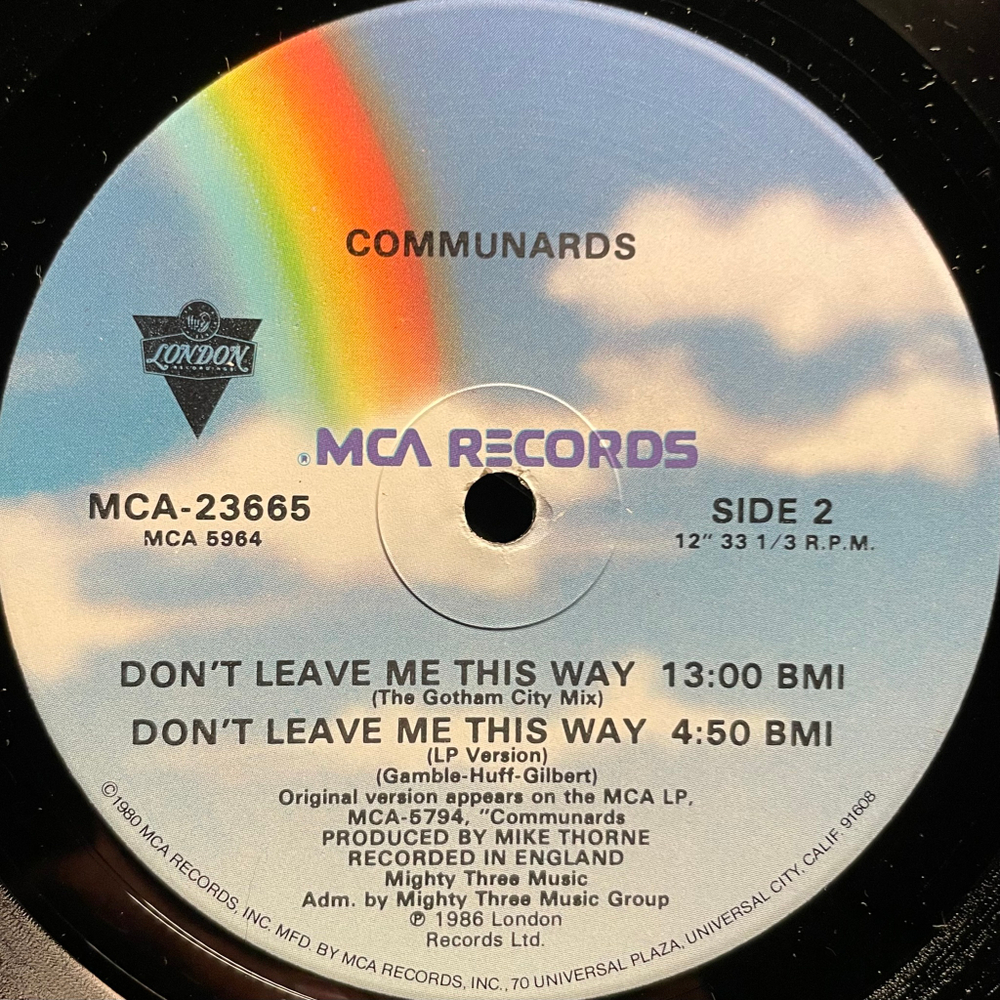 COMMUNARDS
LONDON
RECORDINGS
® MCA RECORDS
MCA-23665
MCA 5964
SIDE 2
12" 33 1/3 R.P.M.
DON'T LEAVE ME THIS WAY 13:00 BMI
(The Gotham City Mix)
DON'T LEAVE ME THIS WAY 4:50 BMI
(LP Version)
(Gamble-Huff-Gilbert)
Original version appears on the MCA LP,
MCA-5794, "Communards
PRODUCED BY MIKE THORNE
RECORDED IN ENGLAND
Mighty Three Music
Adm. by Mighty Three Music Group
℗ 1986 London
Records Ltd.
©1980 MCA RECORDS, INC. MFD. BY MCA RECORDS, INC., 70 UNIVERSAL PLAZA, UNIVERSAL CITY, CALIF. 91608